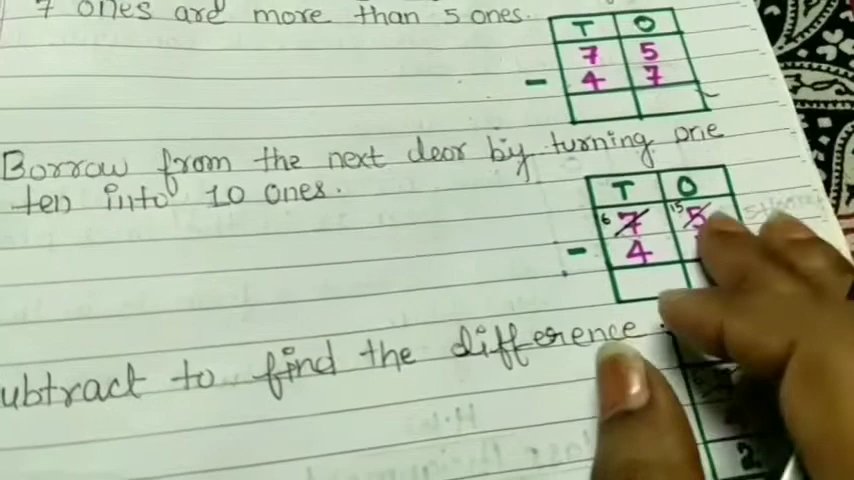 7 ones are more than 5 ones.
T O
7 5
- 4 7
Borrow from the next door by turning one
ten into 10 ones.
T O
6 7 15 5
- 4
ubtract to find the difference.
2